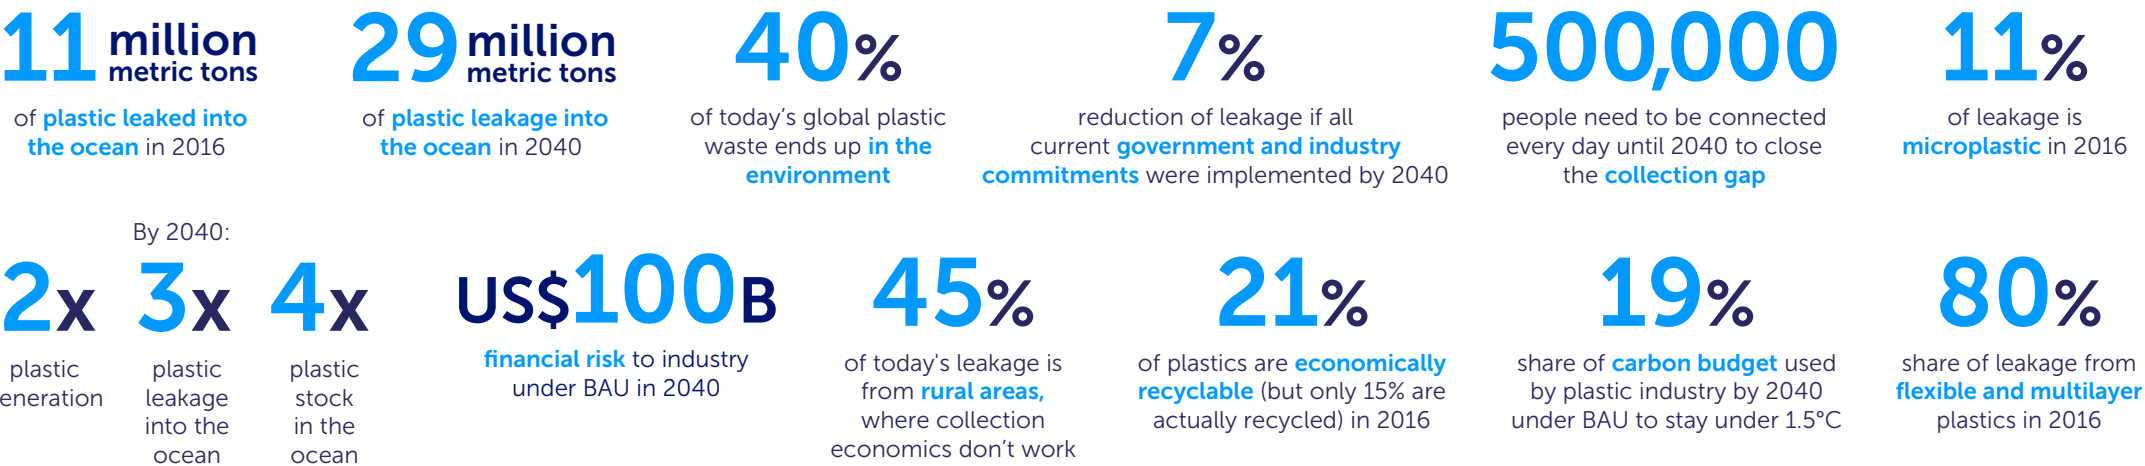 11 million metric tons
of plastic leaked into
the ocean in 2016
29 million metric tons
of plastic leakage into
the ocean in 2040
40%
of today’s global plastic
waste ends up in the
environment
7%
reduction of leakage if all
current government and industry
commitments were implemented by 2040
500,000
people need to be connected
every day until 2040 to close
the collection gap
11%
of leakage is
microplastic in 2016
By 2040:
2x
plastic
eneration
3x
plastic
leakage
into the
ocean
4x
plastic
stock
in the
ocean
US$100B
financial risk to industry
under BAU in 2040
45%
of today's leakage is
from rural areas,
where collection
economics don’t work
21%
of plastics are economically
recyclable (but only 15% are
actually recycled) in 2016
19%
share of carbon budget used
by plastic industry by 2040
under BAU to stay under 1.5°C
80%
share of leakage from
flexible and multilayer
plastics in 2016